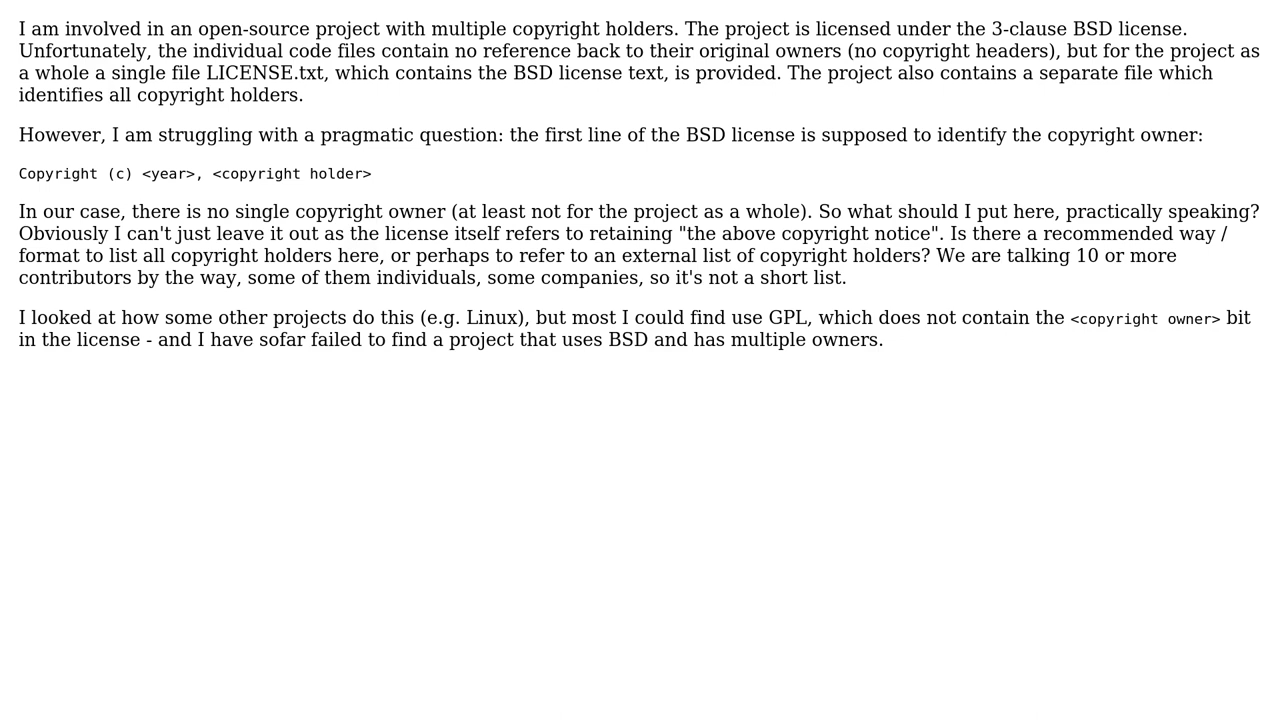 I am involved in an open-source project with multiple copyright holders. The project is licensed under the 3-clause BSD license.
Unfortunately, the individual code files contain no reference back to their original owners (no copyright headers), but for the project as
a whole a single file LICENSE.txt, which contains the BSD license text, is provided. The project also contains a separate file which
identifies all copyright holders.
However, I am struggling with a pragmatic question: the first line of the BSD license is supposed to identify the copyright owner:
Copyright (c) <year>, <copyright holder>
In our case, there is no single copyright owner (at least not for the project as a whole). So what should I put here, practically speaking?
Obviously I can't just leave it out as the license itself refers to retaining "the above copyright notice". Is there a recommended way /
format to list all copyright holders here, or perhaps to refer to an external list of copyright holders? We are talking 10 or more
contributors by the way, some of them individuals, some companies, so it's not a short list.
I looked at how some other projects do this (e.g. Linux), but most I could find use GPL, which does not contain the <copyright owner> bit
in the license - and I have sofar failed to find a project that uses BSD and has multiple owners.